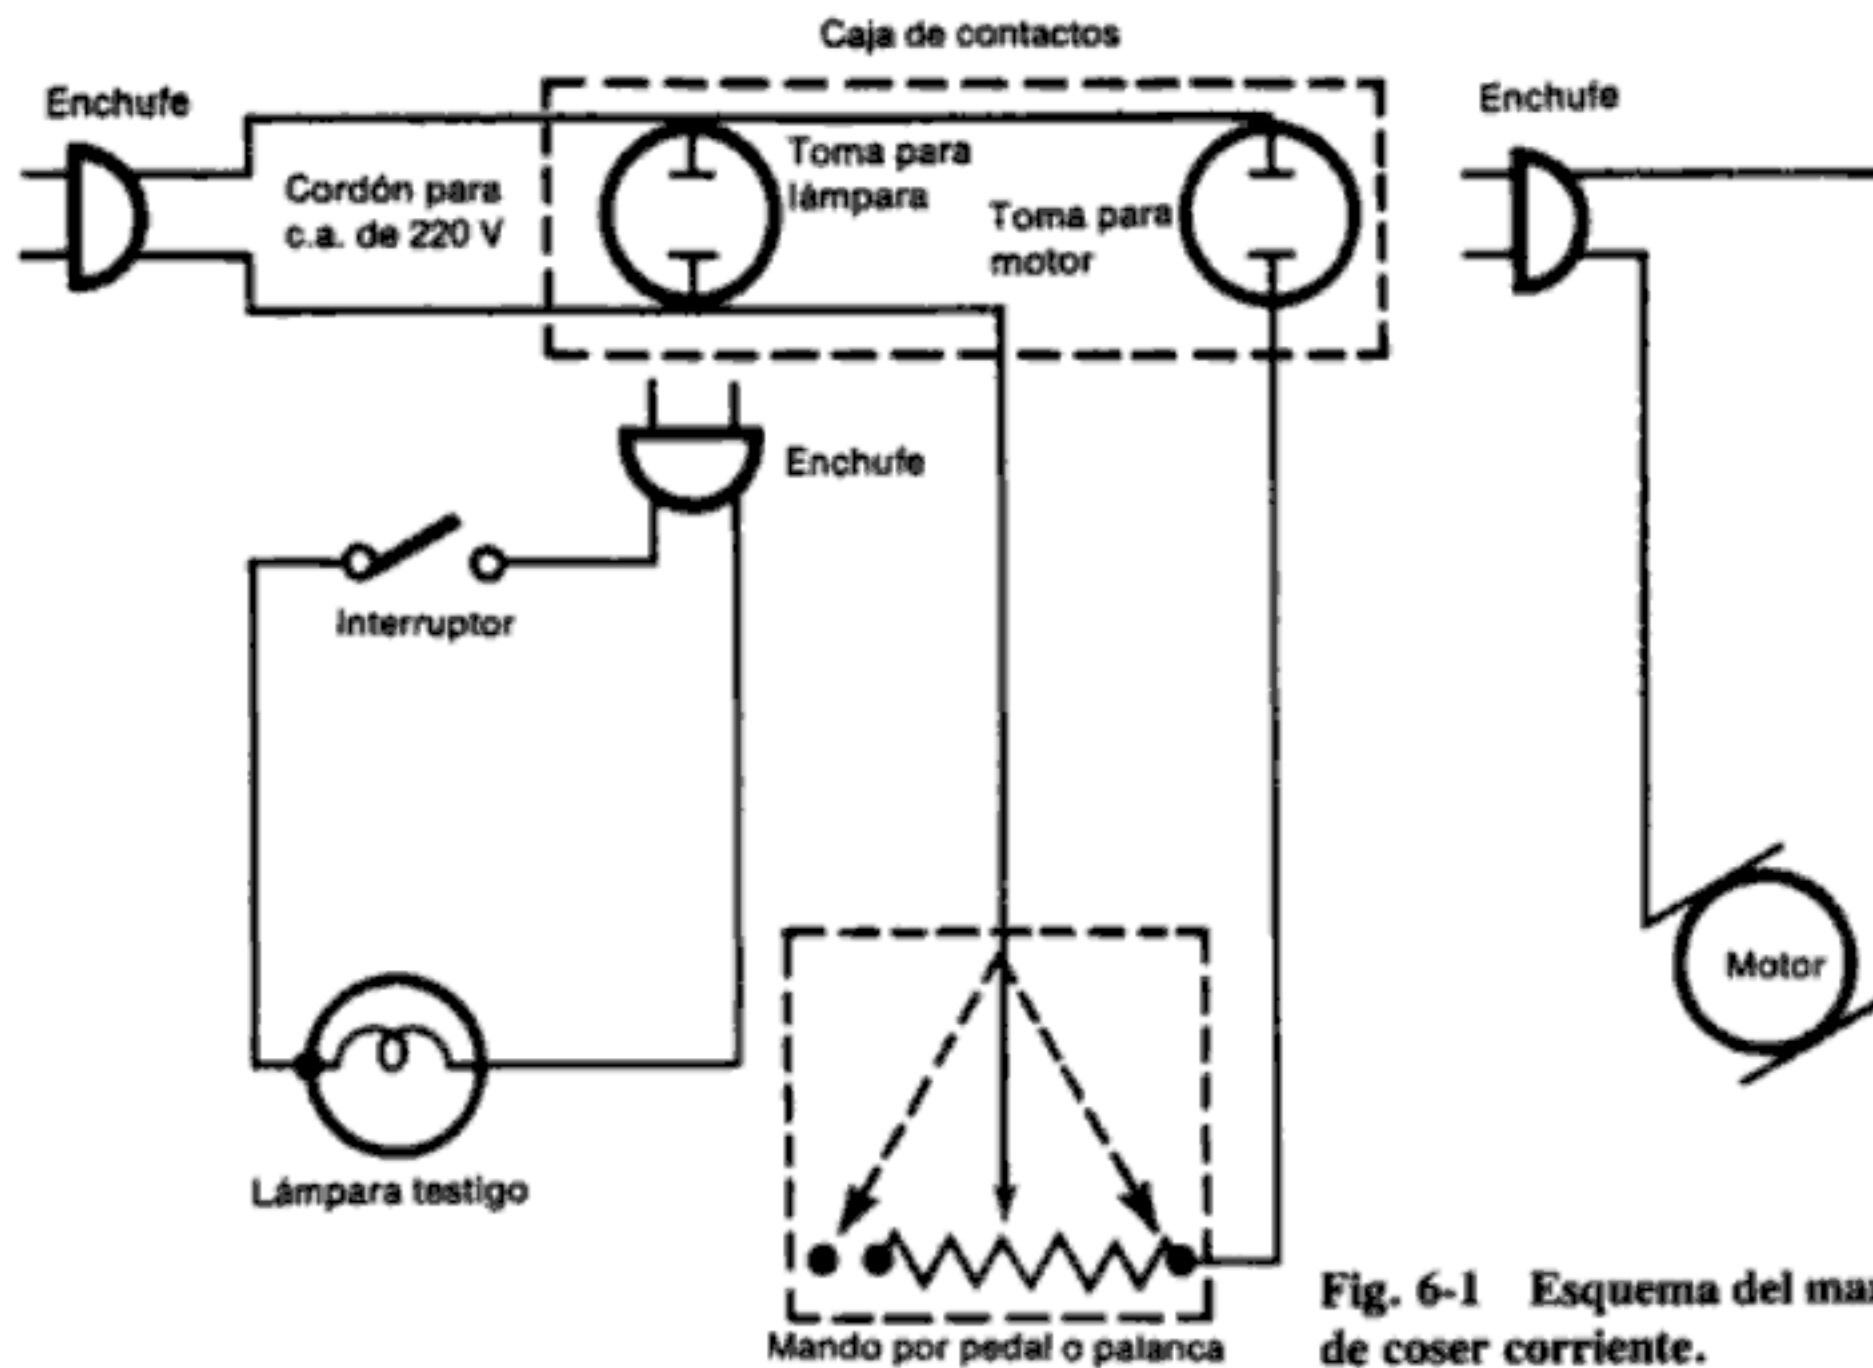 Caja de contactos
Enchufe
Enchufe
Cordón para
c.a. de 220 V
Toma para
lámpara
Toma para
motor
Enchufe
Interruptor
Motor
Lámpara testigo
Mando por pedal o palanca
Fig. 6-1 Esquema del
de coser corriente.